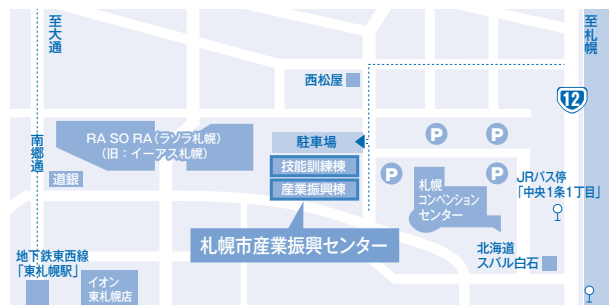 至大通
至札幌
西松屋
12
南郷通
RA SO RA(ラソラ札幌)
(旧：イーアス札幌)
駐車場
P
P
技能訓練棟
産業振興棟
P
P
道銀
札幌
コンベンション
センター
JRバス停
「中央1条1丁目」
札幌市産業振興センター
地下鉄東西線
「東札幌駅」
イオン
東札幌店
北海道
スバル白石